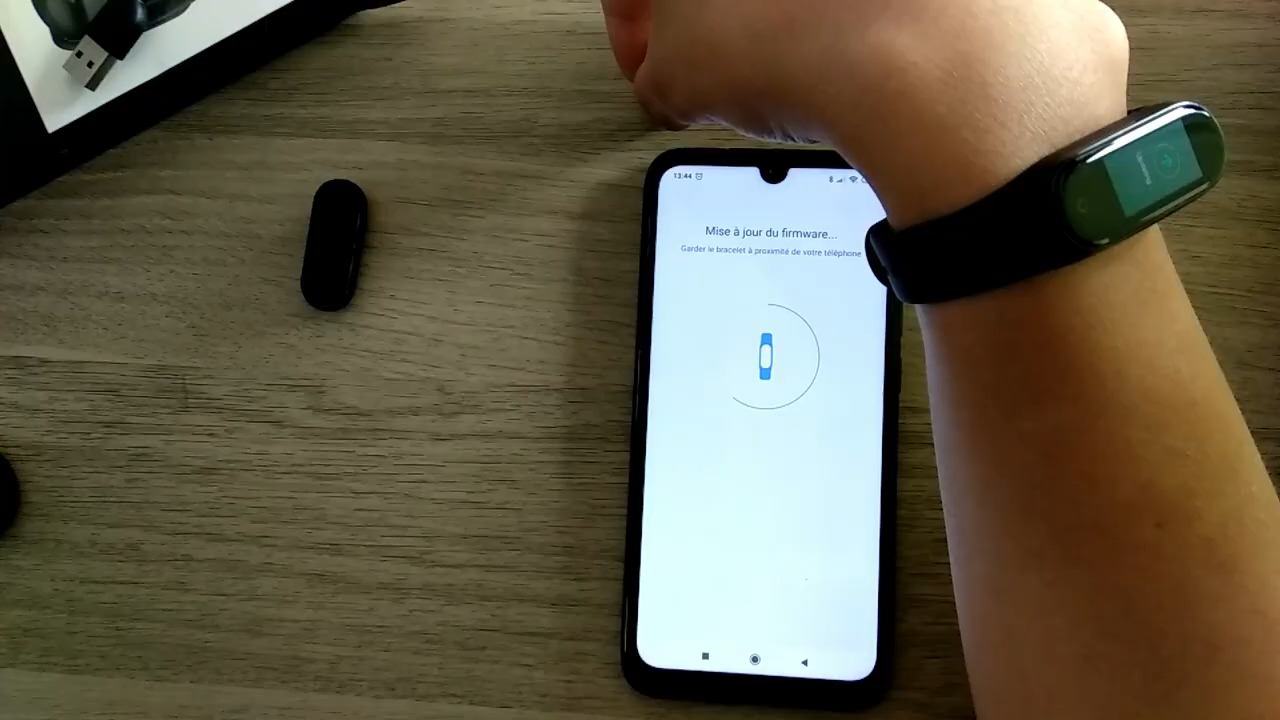 13:44
Mise à jour du firmware...
Garder le bracelet à proximité de votre téléphone